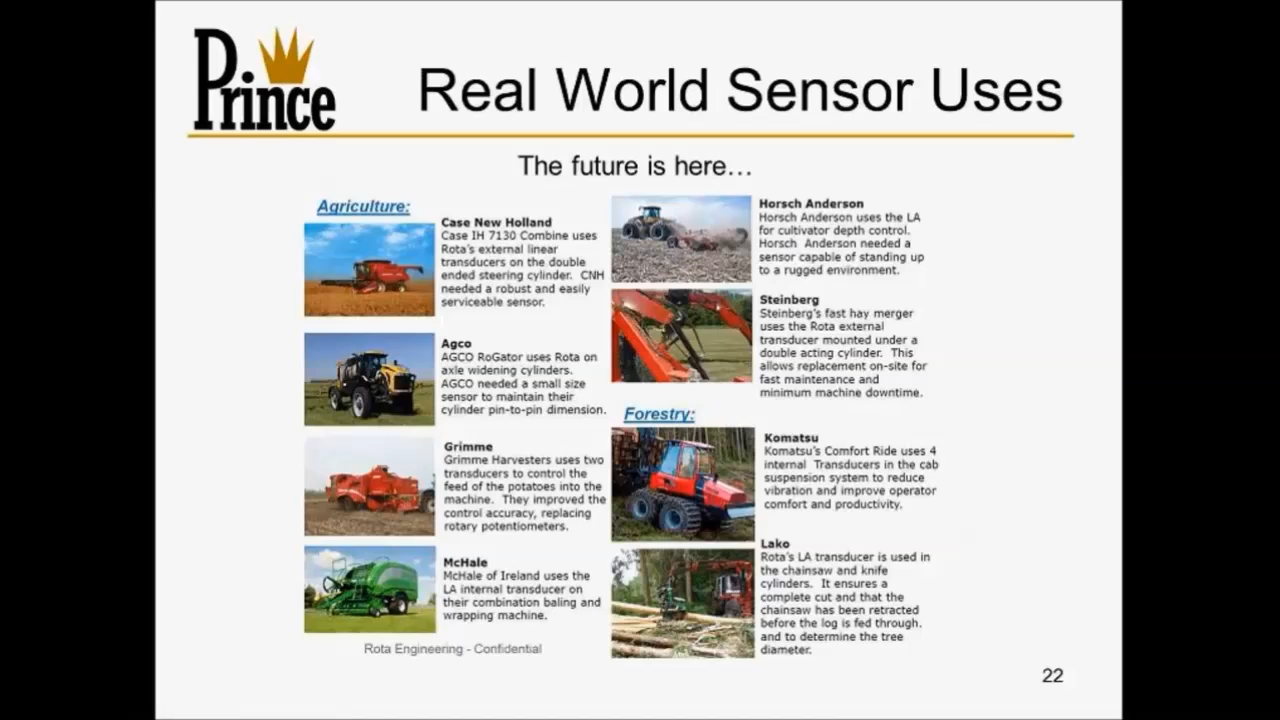 Prince
Real World Sensor Uses
The future is here...
Agriculture:
Case New Holland
Case IH 7130 Combine uses
Rota's external linear
transducers on the double
ended steering cylinder.  CNH
needed a robust and easily
serviceable sensor.
Agco
AGCO RoGator uses Rota on
axle widening cylinders.
AGCO needed a small size
sensor to maintain their
cylinder pin-to-pin dimension.
Grimme
Grimme Harvesters uses two
transducers to control the
feed of the potatoes into the
machine.  They improved the
control accuracy, replacing
rotary potentiometers.
McHale
McHale of Ireland uses the
LA internal transducer on
their combination baling and
wrapping machine.
Horsch Anderson
Horsch Anderson uses the LA
for cultivator depth control.
Horsch  Anderson needed a
sensor capable of standing up
to a rugged environment.
Steinberg
Steinberg's fast hay merger
uses the Rota external
transducer mounted under a
double acting cylinder.  This
allows replacement on-site for
fast maintenance and
minimum machine downtime.
Forestry:
Komatsu
Komatsu's Comfort Ride uses 4
internal  Transducers in the cab
suspension system to reduce
vibration and improve operator
comfort and productivity.
Lako
Rota's LA transducer is used in
the chainsaw and knife
cylinders.  It ensures a
complete cut and that the
chainsaw has been retracted
before the log is fed through.
and to determine the tree
diameter.
Rota Engineering - Confidential
22